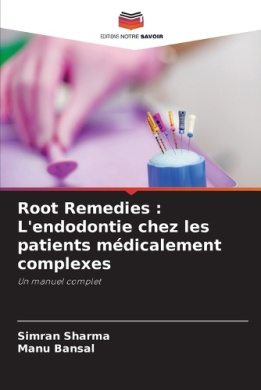 EDITIONS NOTRE SAVOIR
Root Remedies :
L'endodontie chez les
patients médicalement
complexes
Un manuel complet
Simran Sharma
Manu Bansal